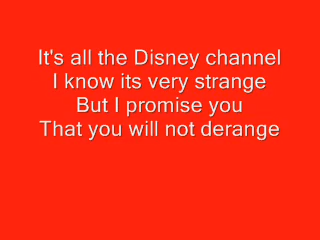 It's all the Disney channel
I know its very strange
But I promise you
That you will not derange